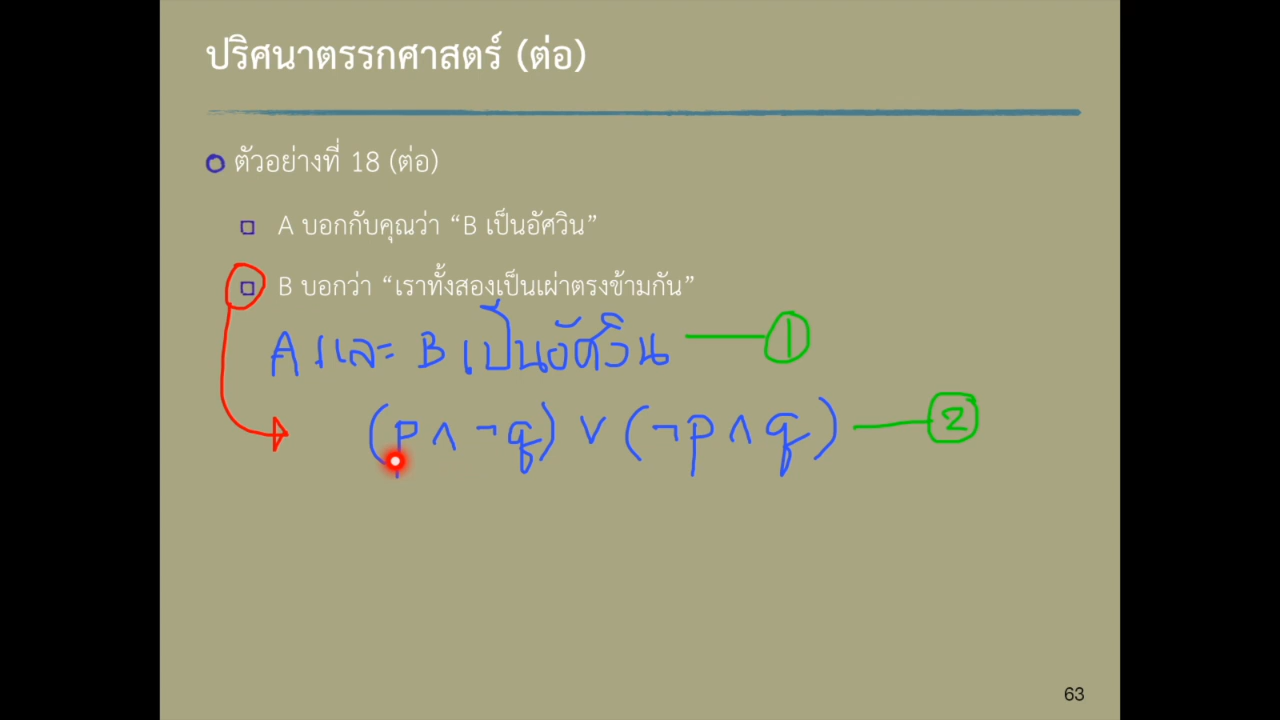 ปริศนาตรรกศาสตร์ (ต่อ)
ตัวอย่างที่ 18 (ต่อ)
A บอกกับคุณว่า “B เป็นอัศวิน”
B บอกว่า “เราทั้งสองเป็นเผ่าตรงข้ามกัน”
A และ B เป็นอัศวิน — 1
(p ∧ ¬q) ∨ (¬p ∧ q) — 2
63